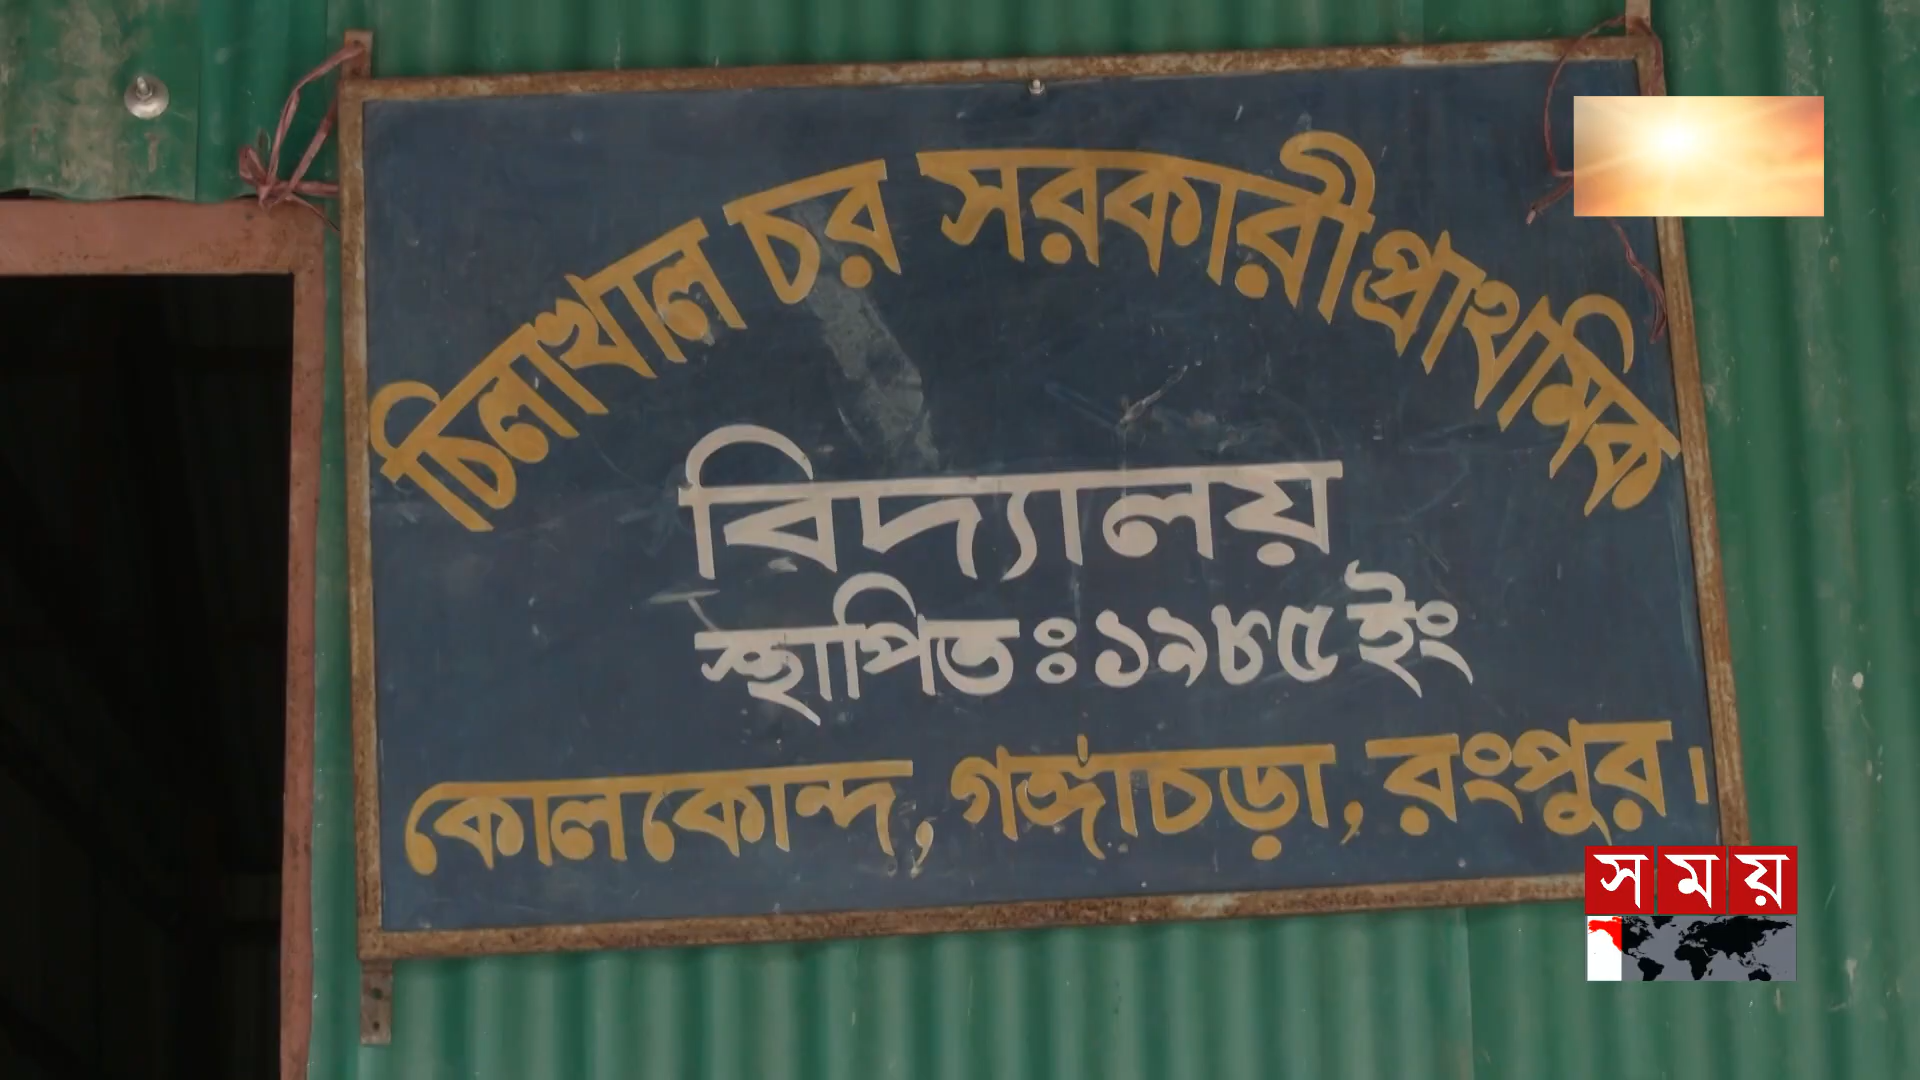 চিলাখাল চর সরকারী প্রাথমিক
বিদ্যালয়
স্থাপিতঃ ১৯৮৫ ইং
কোলকোন্দ, গঙ্গাচড়া, রংপুর।
সময়